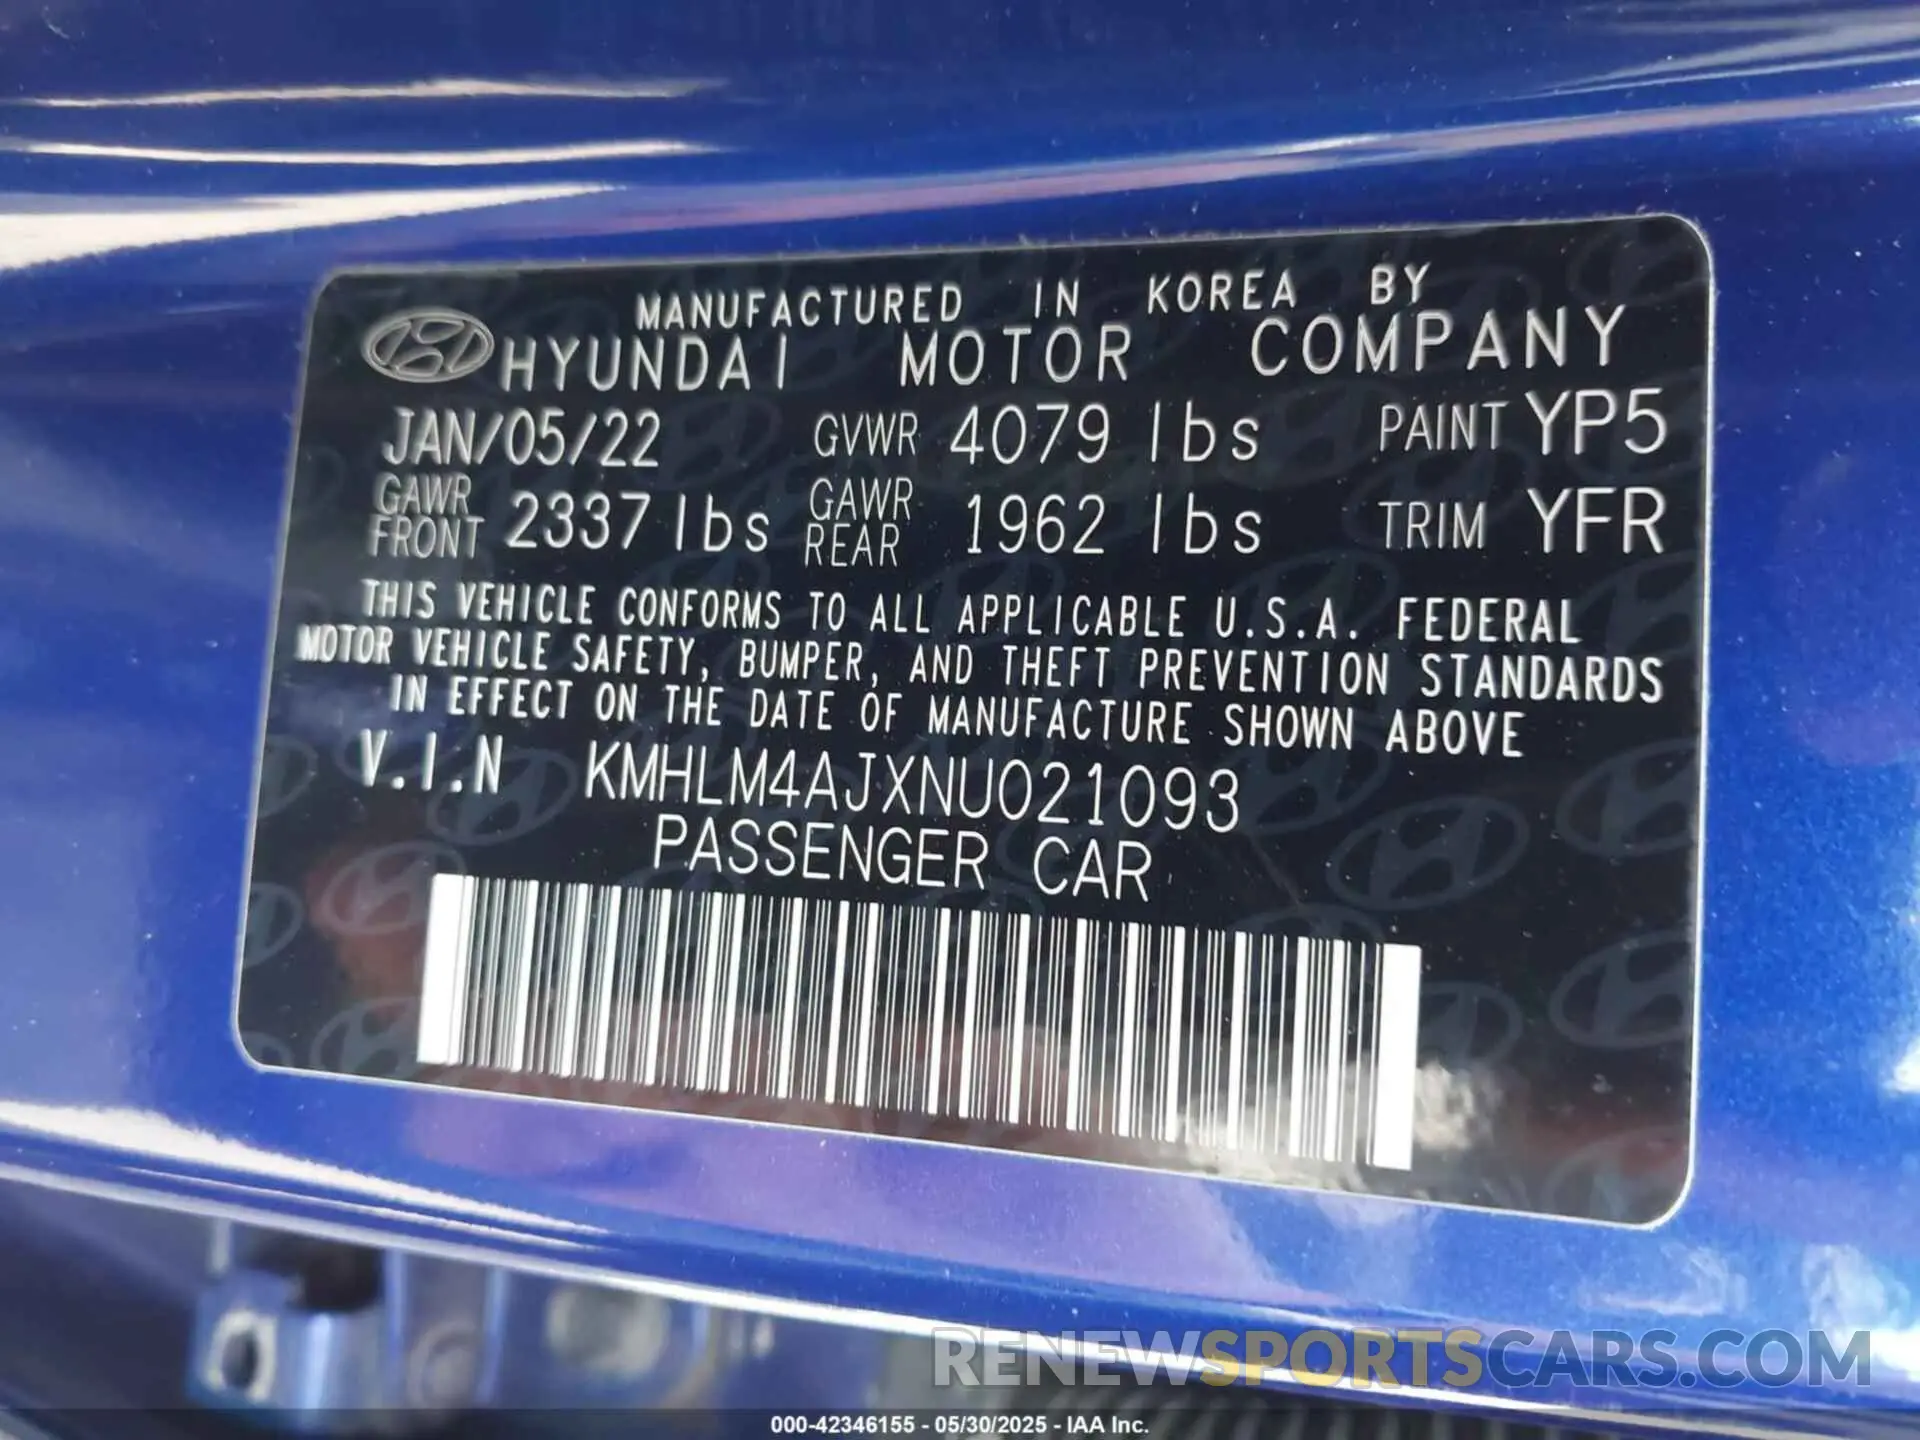 MANUFACTURED IN KOREA BY
HYUNDAI MOTOR COMPANY
JAN/05/22 GVWR 4079 lbs PAINT YP5
GAWR FRONT 2337 lbs GAWR REAR 1962 lbs TRIM YFR
THIS VEHICLE CONFORMS TO ALL APPLICABLE U.S.A. FEDERAL
MOTOR VEHICLE SAFETY, BUMPER, AND THEFT PREVENTION STANDARDS
IN EFFECT ON THE DATE OF MANUFACTURE SHOWN ABOVE
V.I.N KMHLM4AJXNU021093
PASSENGER CAR
RENEWSPORTSCARS.COM
000-42346155 - 05/30/2025 - IAA Inc.